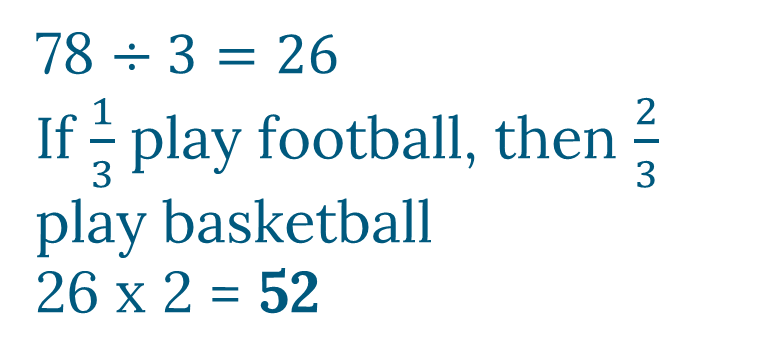 78 ÷ 3 = 26
If 1/3 play football, then 2/3
play basketball
26 x 2 = 52